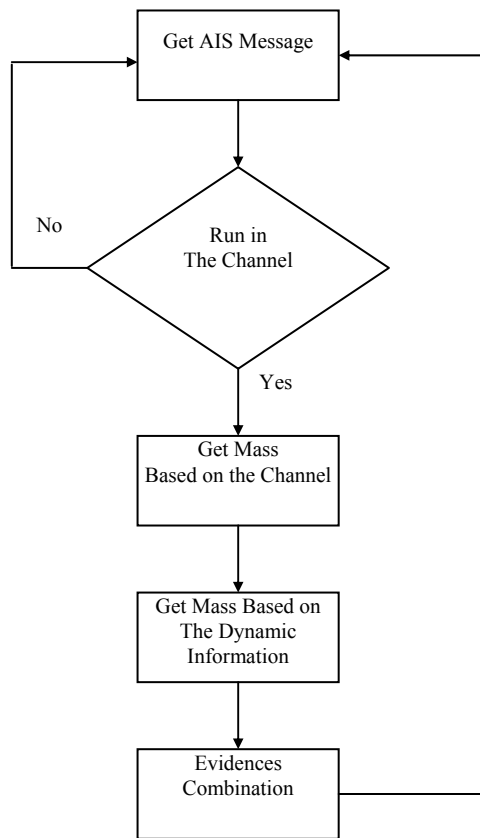 Get AIS Message
Run in
The Channel
No
Yes
Get Mass
Based on the Channel
Get Mass Based on
The Dynamic
Information
Evidences
Combination